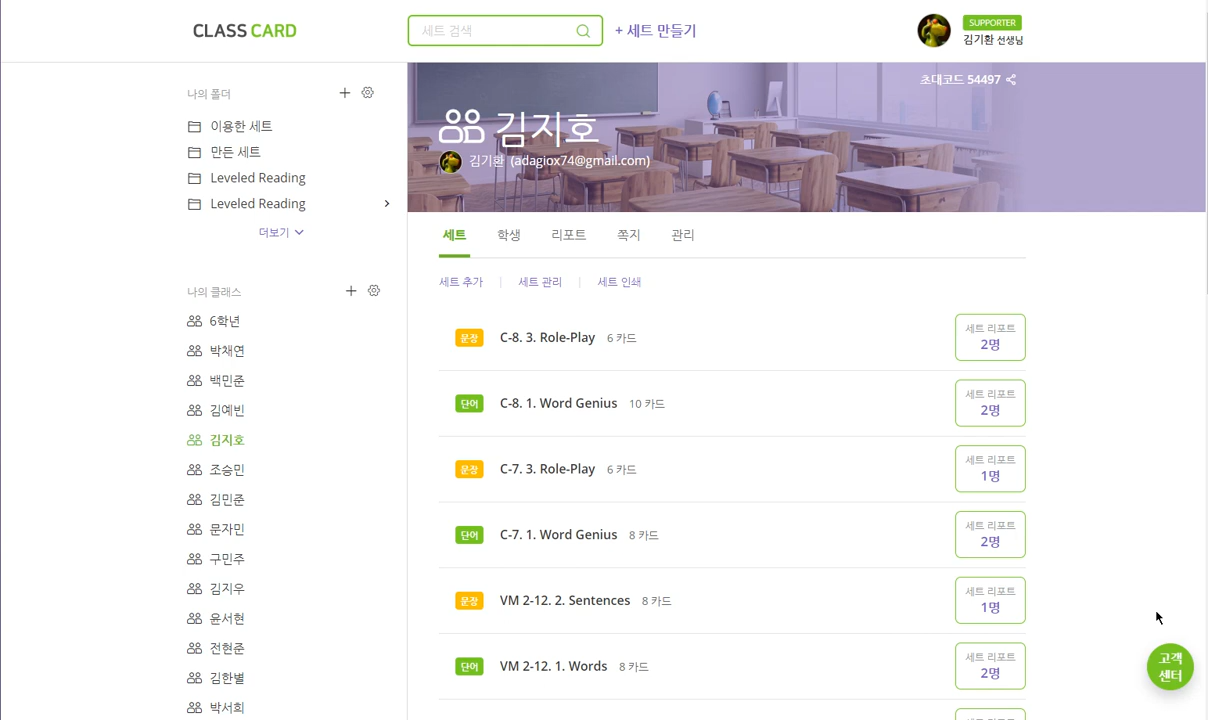 CLASS CARD
세트 검색
+ 세트 만들기
SUPPORTER
김기환 선생님
나의 폴더
이용한 세트
만든 세트
Leveled Reading
Leveled Reading
더보기
나의 클래스
6학년
박채연
백민준
김예빈
김지호
조승민
김민준
문자민
구민주
김지우
윤서현
전현준
김한별
박서희
초대코드 54497
김지호
김기환 (adagiox74@gmail.com)
세트 학생 리포트 쪽지 관리
세트 추가 | 세트 관리 | 세트 인쇄
문장 C-8. 3. Role-Play 6 카드 세트 리포트
2명
단어 C-8. 1. Word Genius 10 카드 세트 리포트
2명
문장 C-7. 3. Role-Play 6 카드 세트 리포트
1명
단어 C-7. 1. Word Genius 8 카드 세트 리포트
2명
문장 VM 2-12. 2. Sentences 8 카드 세트 리포트
1명
단어 VM 2-12. 1. Words 8 카드 세트 리포트
2명
고객
센터